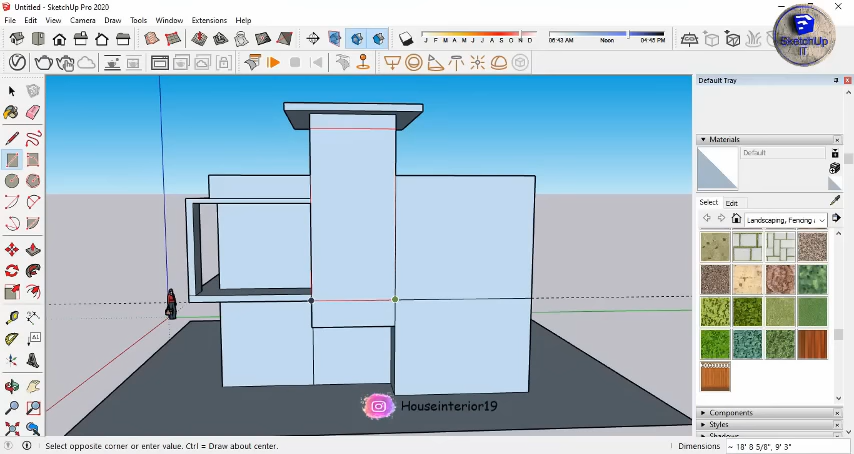 Untitled - SketchUp Pro 2020
File Edit View Camera Draw Tools Window Extensions Help
J F M A M J J A S O N D
06:43 AM Noon 04:45 PM
SketchUp
IT
Default Tray
Materials
Default
Select Edit
Landscaping, Fencing a
Components
Styles
Shadows
Houseinterior19
Select opposite corner or enter value. Ctrl = Draw about center.
Dimensions ~ 18' 8 5/8", 9' 3"